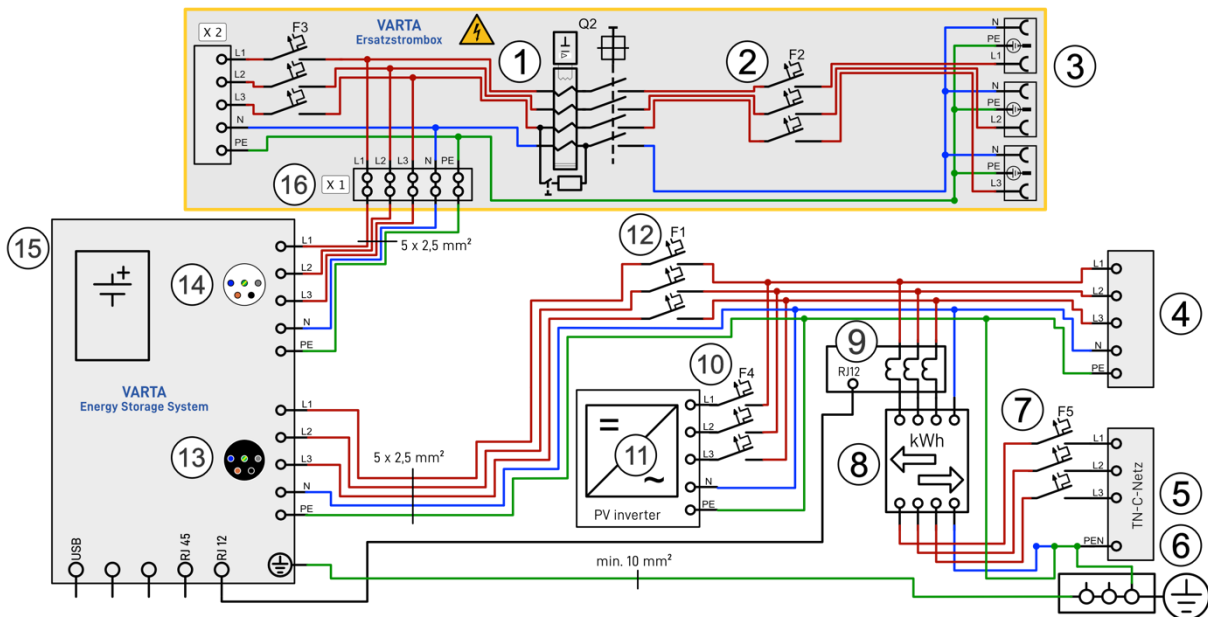 X 2
F3
VARTA
Ersatzstrombox
Q2
1
2
F2
3
L1
L2
L3
N
PE
N
PE
L1
N
L2
N
L3
16
X 1
L1 L2 L3 N PE
5 x 2,5 mm²
15
14
L1
L2
L3
N
PE
VARTA
Energy Storage System
13
L1
L2
L3
N
PE
5 x 2,5 mm²
USB
RJ 45
RJ 12
12
F1
L1
L2
L3
N
PE
4
9
RJ12
10
F4
L1
L2
L3
N
PE
11
PV inverter
kWh
8
7
F5
L1
L2
L3
PEN
TN-C-Netz
5
6
min. 10 mm²